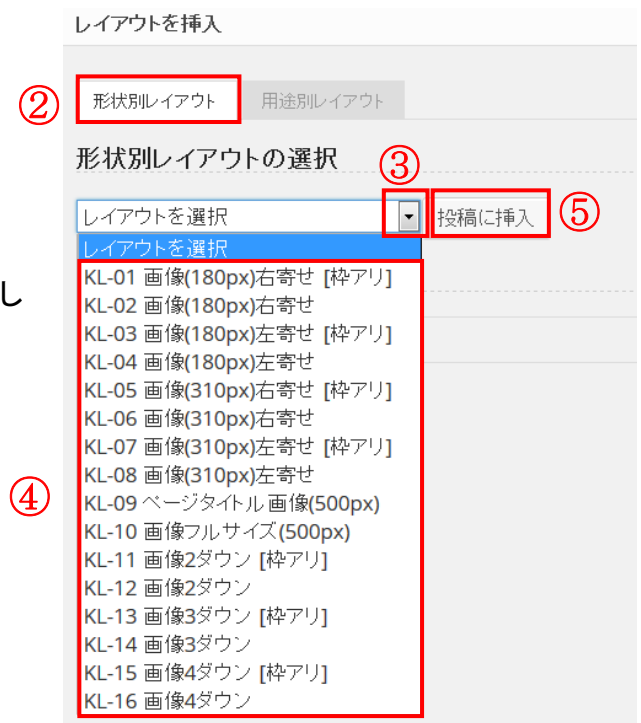 レイアウトを挿入
② 形状別レイアウト 用途別レイアウト
形状別レイアウトの選択
③
レイアウトを選択 投稿に挿入 ⑤
レイアウトを選択
KL-01 画像(180px)右寄せ [枠アリ]
し
KL-02 画像(180px)右寄せ
KL-03 画像(180px)左寄せ [枠アリ]
KL-04 画像(180px)左寄せ
KL-05 画像(310px)右寄せ [枠アリ]
KL-06 画像(310px)右寄せ
KL-07 画像(310px)左寄せ [枠アリ]
KL-08 画像(310px)左寄せ
④
KL-09 ページタイトル 画像(500px)
KL-10 画像フルサイズ(500px)
KL-11 画像2ダウン [枠アリ]
KL-12 画像2ダウン
KL-13 画像3ダウン [枠アリ]
KL-14 画像3ダウン
KL-15 画像4ダウン [枠アリ]
KL-16 画像4ダウン